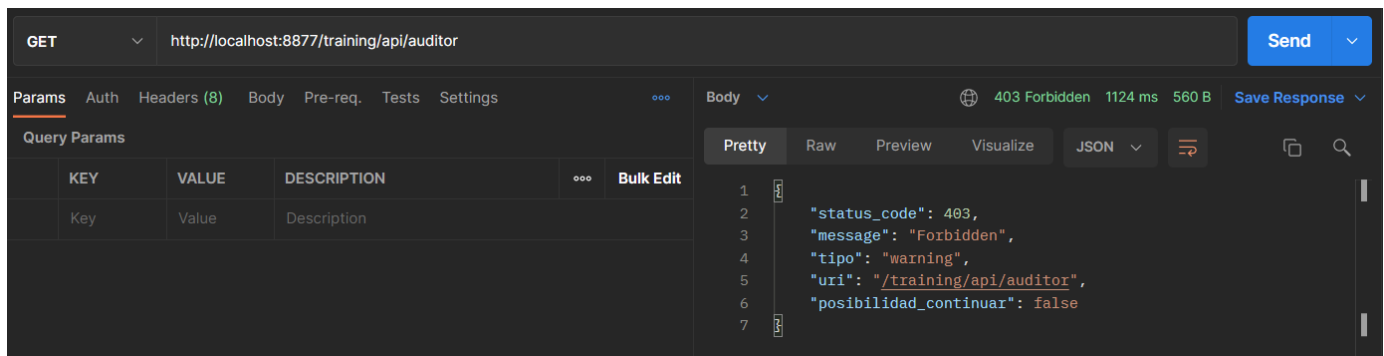 GET http://localhost:8877/training/api/auditor Send
Params Auth Headers (8) Body Pre-req. Tests Settings
Query Params
KEY VALUE DESCRIPTION Bulk Edit
Key Value Description
Body 403 Forbidden 1124 ms 560 B Save Response
Pretty Raw Preview Visualize JSON
1 {
2 "status_code": 403,
3 "message": "Forbidden",
4 "tipo": "warning",
5 "uri": "/training/api/auditor",
6 "posibilidad_continuar": false
7 }